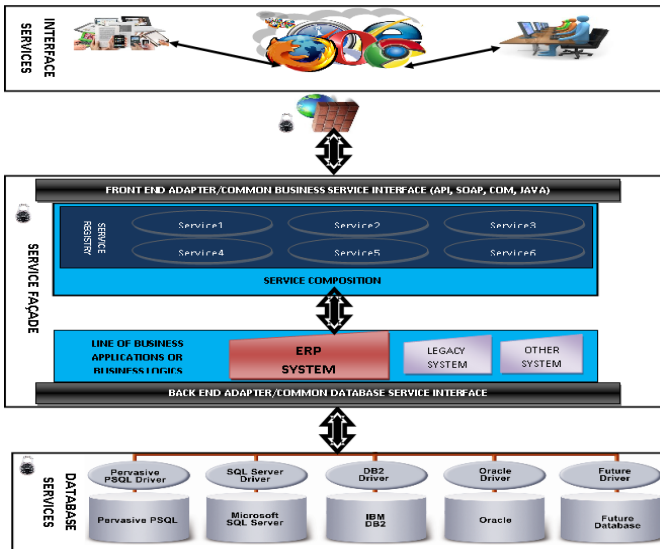 INTERFACE
SERVICES
FRONT END ADAPTER/COMMON BUSINESS SERVICE INTERFACE (API, SOAP, COM, JAVA)
SERVICE FAÇADE
SERVICE
REGISTRY
Service1
Service2
Service3
Service4
Service5
Service6
SERVICE COMPOSITION
LINE OF BUSINESS
APPLICATIONS OR
BUSINESS LOGICS
ERP
SYSTEM
LEGACY
SYSTEM
OTHER
SYSTEM
BACK END ADAPTER/COMMON DATABASE SERVICE INTERFACE
DATABASE
SERVICES
Pervasive
PSQL Driver
SQL Server
Driver
DB2
Driver
Oracle
Driver
Future
Driver
Pervasive PSQL
Microsoft
SQL Server
IBM
DB2
Oracle
Future
Database